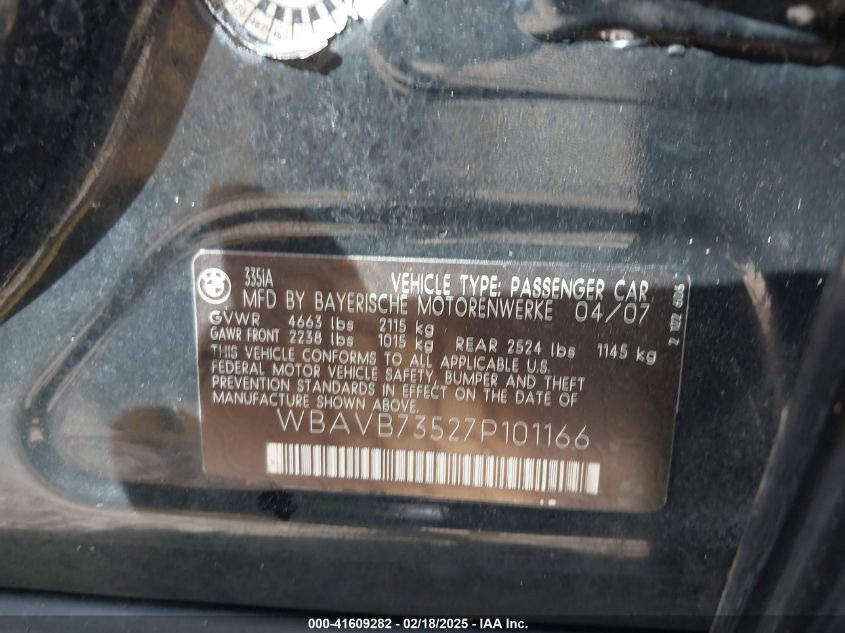 335IA
VEHICLE TYPE: PASSENGER CAR
MFD BY BAYERISCHE MOTORENWERKE 04/07
GVWR 4663 lbs 2115 kg
GAWR FRONT 2238 lbs 1015 kg REAR 2524 lbs 1145 kg
THIS VEHICLE CONFORMS TO ALL APPLICABLE U.S.
FEDERAL MOTOR VEHICLE SAFETY, BUMPER AND THEFT
PREVENTION STANDARDS IN EFFECT ON THE DATE OF
MANUFACTURE SHOWN ABOVE.
WBAVB73527P101166
000-41609282 - 02/18/2025 - IAA Inc.